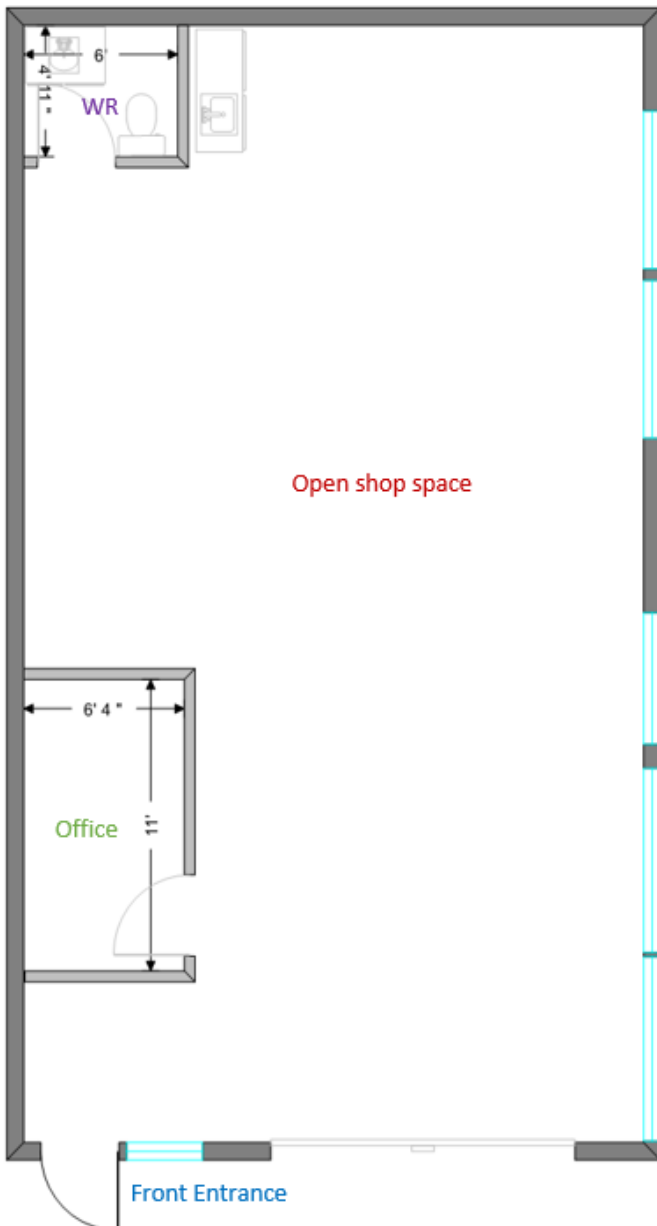 6'
4' 11 "
WR
Open shop space
6' 4 "
Office
11'
Front Entrance